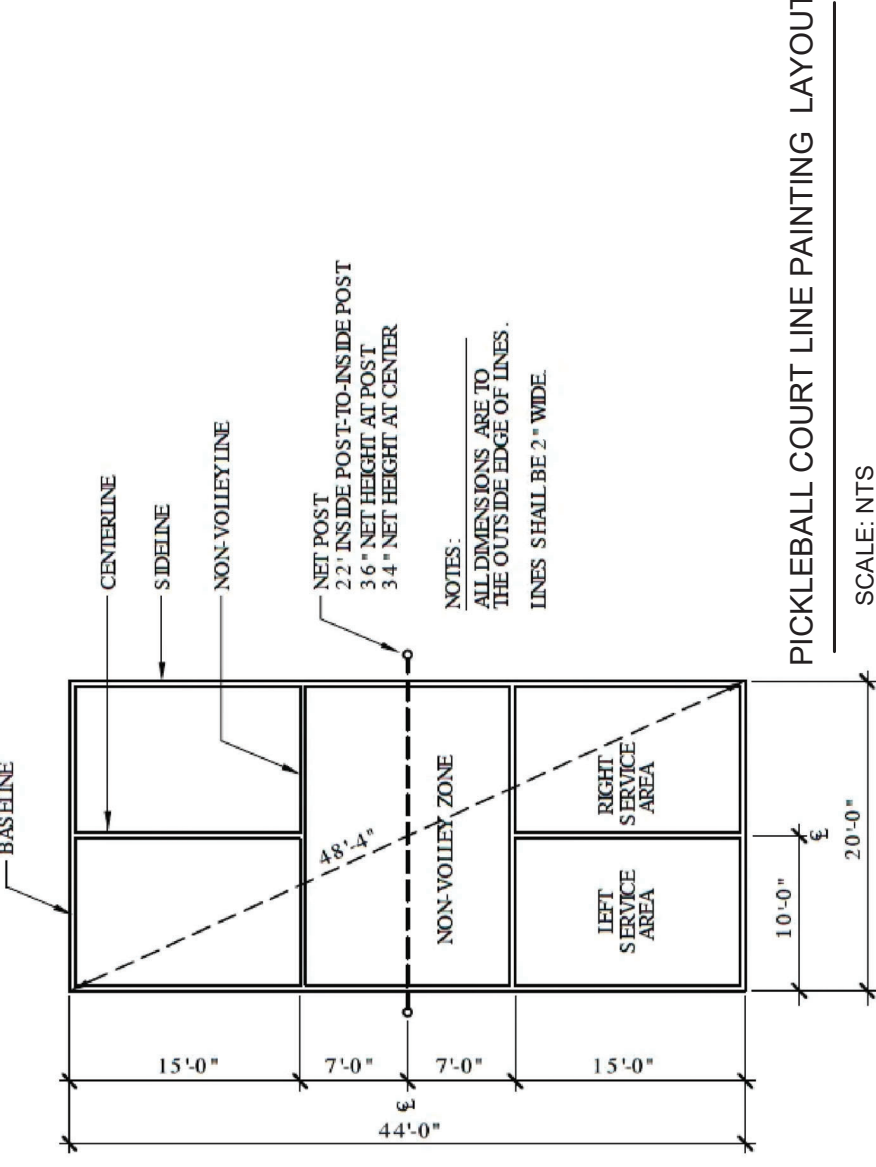 BASELINE
CENTERLINE
SIDELINE
NON-VOLLEY LINE
NET POST
22' INSIDE POST-TO-INSIDE POST
36" NET HEIGHT AT POST
34" NET HEIGHT AT CENTER
NOTES:
ALL DIMENSIONS ARE TO
THE OUTSIDE EDGE OF LINES.
LINES SHALL BE 2" WIDE.
48'-4"
NON-VOLLEY ZONE
LEFT
SERVICE
AREA
RIGHT
SERVICE
AREA
15'-0"
7'-0"
7'-0"
15'-0"
℄
44'-0"
10'-0"
℄
20'-0"
PICKLEBALL COURT LINE PAINTING LAYOUT
SCALE: NTS